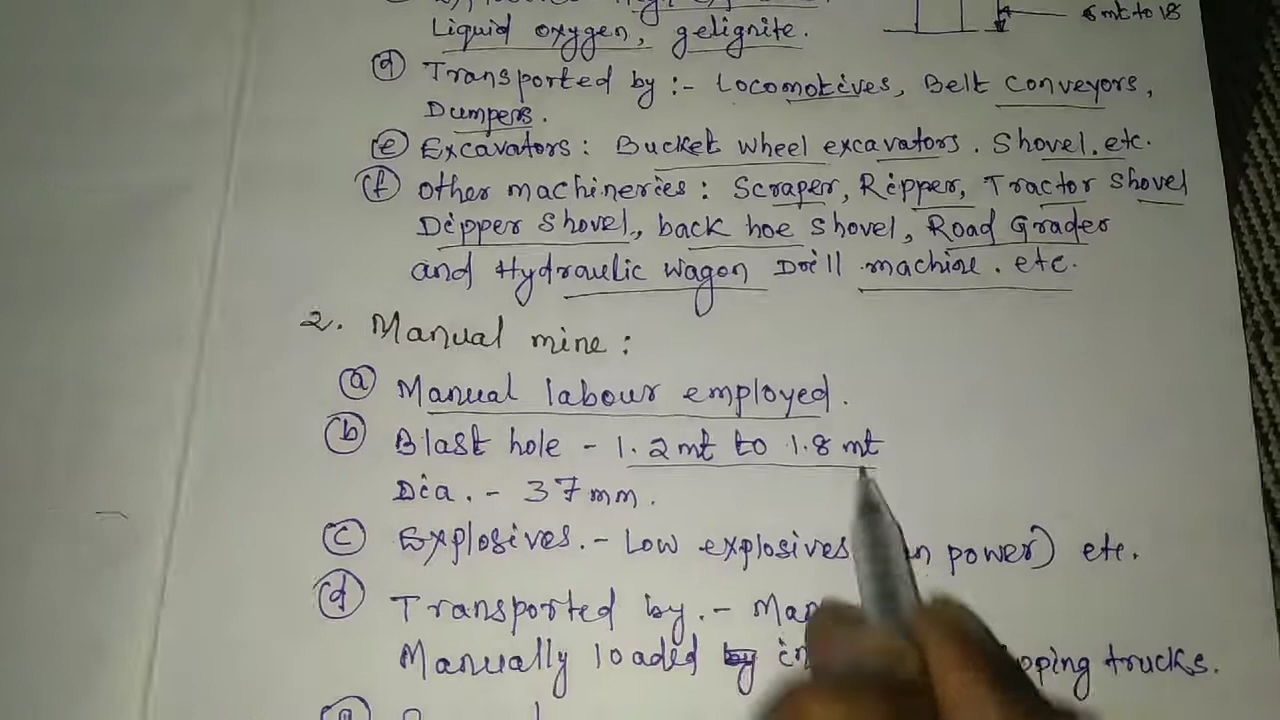 Liquid oxygen, gelignite.
6mt to 18
(d) Transported by :- Locomotives, Belt conveyors,
Dumpers.
(e) Excavators : Bucket wheel excavators. Shovel. etc.
(f) other machineries : Scraper, Ripper, Tractor Shovel
Dipper Shovel, back hoe shovel, Road Grader
and Hydraulic wagon Drill machine. etc.
2. Manual mine :
(a) Manual labour employed.
(b) Blast hole - 1.2 mt to 1.8 mt
Dia. - 37 mm.
(c) Explosives. - Low explosives power) etc.
(d) Transported by. -
Manually loaded trucks.